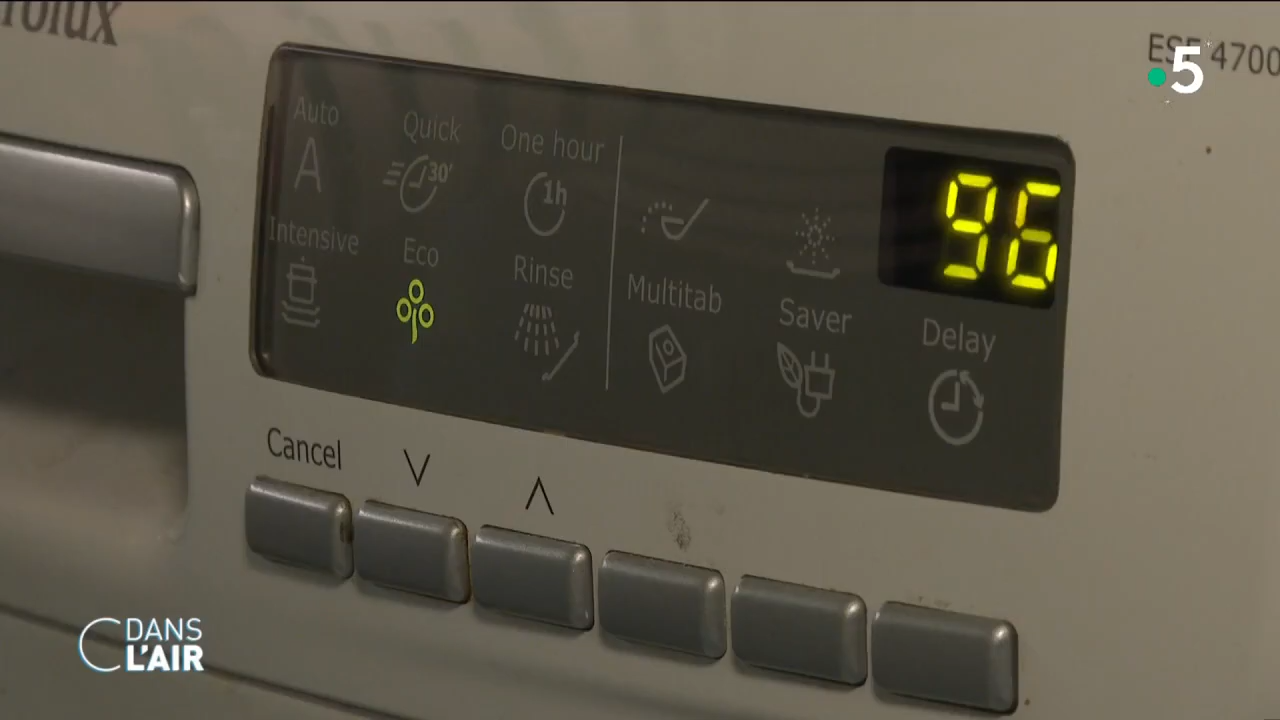 rolux
ESF 4700
5
Auto
Quick
One hour
A
30'
1h
96
Intensive
Eco
Rinse
Multitab
Saver
Delay
Cancel
C DANS
L'AIR